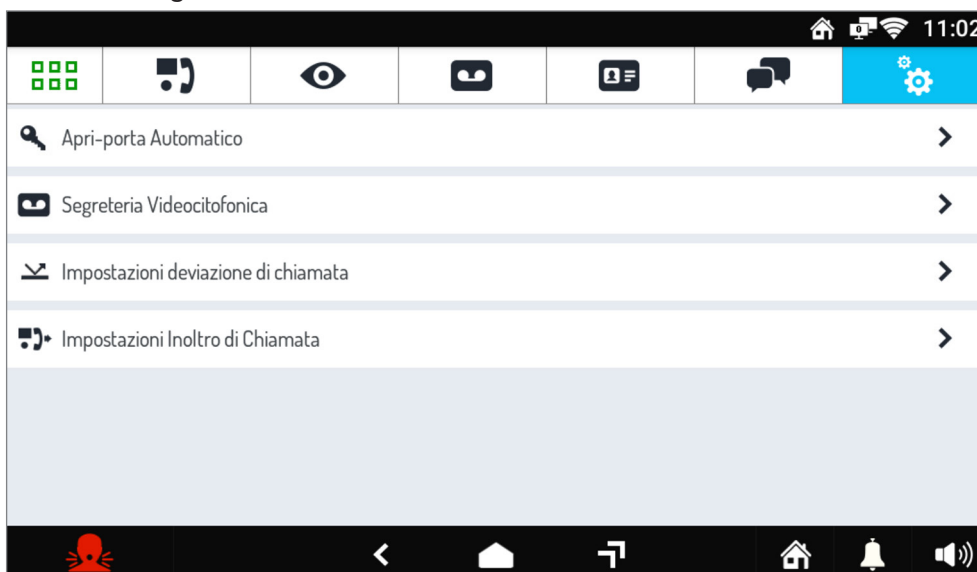 11:02
Apri-porta Automatico
Segreteria Videocitofonica
Impostazioni deviazione di chiamata
Impostazioni Inoltro di Chiamata